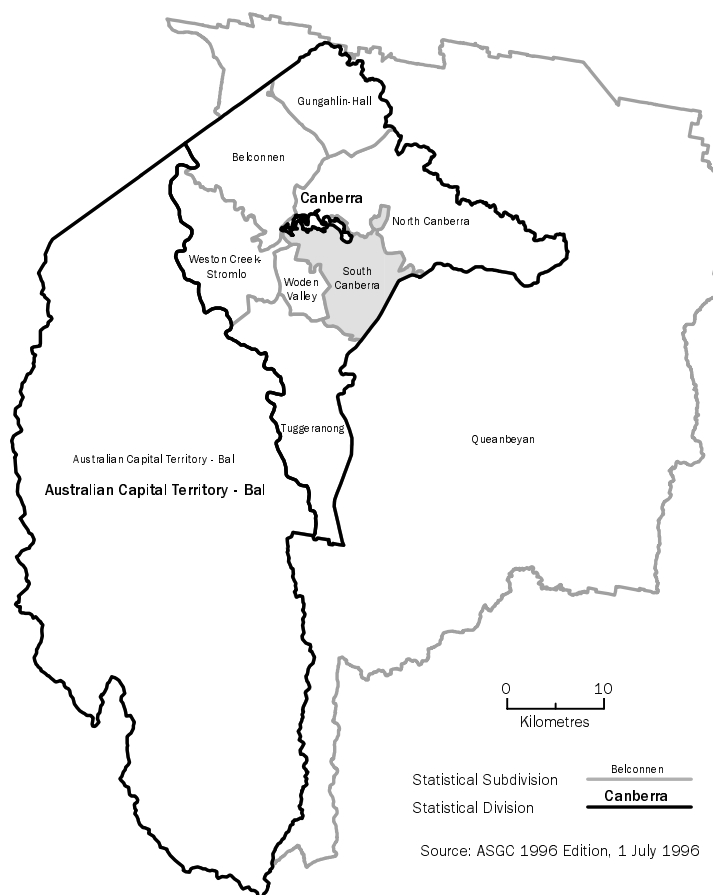 Gungahlin-Hall
Belconnen
Canberra
North Canberra
Weston Creek-
Stromlo
Woden
Valley
South
Canberra
Tuggeranong
Queanbeyan
Australian Capital Territory - Bal
Australian Capital Territory - Bal
0 10
Kilometres
Statistical Subdivision Belconnen
Statistical Division Canberra
Source: ASGC 1996 Edition, 1 July 1996